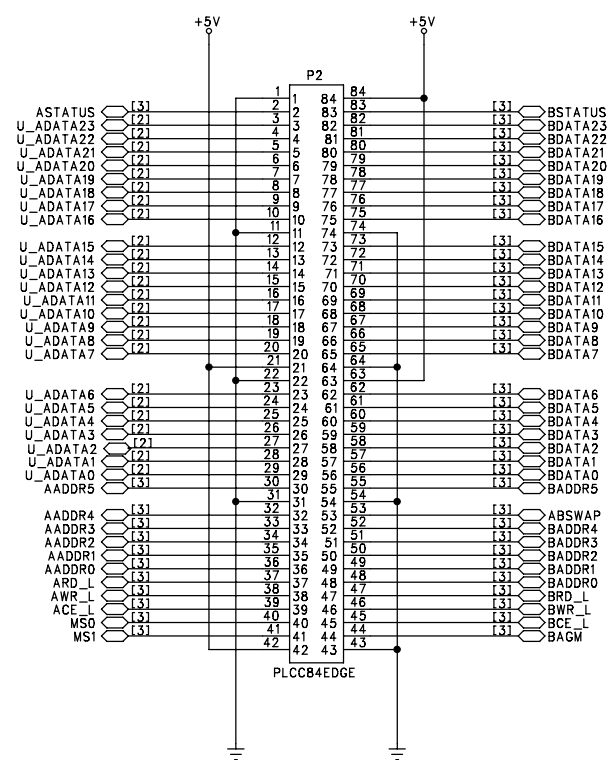 +5V +5V
P2
1 1 84 84
ASTATUS [3] 2 2 83 83 [3] BSTATUS
U_ADATA23 [2] 3 3 82 82 [3] BDATA23
U_ADATA22 [2] 4 4 81 81 [3] BDATA22
U_ADATA21 [2] 5 5 80 80 [3] BDATA21
U_ADATA20 [2] 6 6 79 79 [3] BDATA20
U_ADATA19 [2] 7 7 78 78 [3] BDATA19
U_ADATA18 [2] 8 8 77 77 [3] BDATA18
U_ADATA17 [2] 9 9 76 76 [3] BDATA17
U_ADATA16 [2] 10 10 75 75 [3] BDATA16
11 11 74 74
U_ADATA15 [2] 12 12 73 73 [3] BDATA15
U_ADATA14 [2] 13 13 72 72 [3] BDATA14
U_ADATA13 [2] 14 14 71 71 [3] BDATA13
U_ADATA12 [2] 15 15 70 70 [3] BDATA12
U_ADATA11 [2] 16 16 69 69 [3] BDATA11
U_ADATA10 [2] 17 17 68 68 [3] BDATA10
U_ADATA9 [2] 18 18 67 67 [3] BDATA9
U_ADATA8 [2] 19 19 66 66 [3] BDATA8
U_ADATA7 [2] 20 20 65 65 [3] BDATA7
21 21 64 64
22 22 63 63
U_ADATA6 [2] 23 23 62 62 [3] BDATA6
U_ADATA5 [2] 24 24 61 61 [3] BDATA5
U_ADATA4 [2] 25 25 60 60 [3] BDATA4
U_ADATA3 [2] 26 26 59 59 [3] BDATA3
U_ADATA2 [2] 27 27 58 58 [3] BDATA2
U_ADATA1 [2] 28 28 57 57 [3] BDATA1
U_ADATA0 [2] 29 29 56 56 [3] BDATA0
AADDR5 [3] 30 30 55 55 [3] BADDR5
31 31 54 54
AADDR4 [3] 32 32 53 53 [3] ABSWAP
AADDR3 [3] 33 33 52 52 [3] BADDR4
AADDR2 [3] 34 34 51 51 [3] BADDR3
AADDR1 [3] 35 35 50 50 [3] BADDR2
AADDR0 [3] 36 36 49 49 [3] BADDR1
ARD_L [3] 37 37 48 48 [3] BADDR0
AWR_L [3] 38 38 47 47 [3] BRD_L
ACE_L [3] 39 39 46 46 [3] BWR_L
MS0 [3] 40 40 45 45 [3] BCE_L
MS1 [3] 41 41 44 44 [3] BAGM
42 42 43 43
PLCC84EDGE